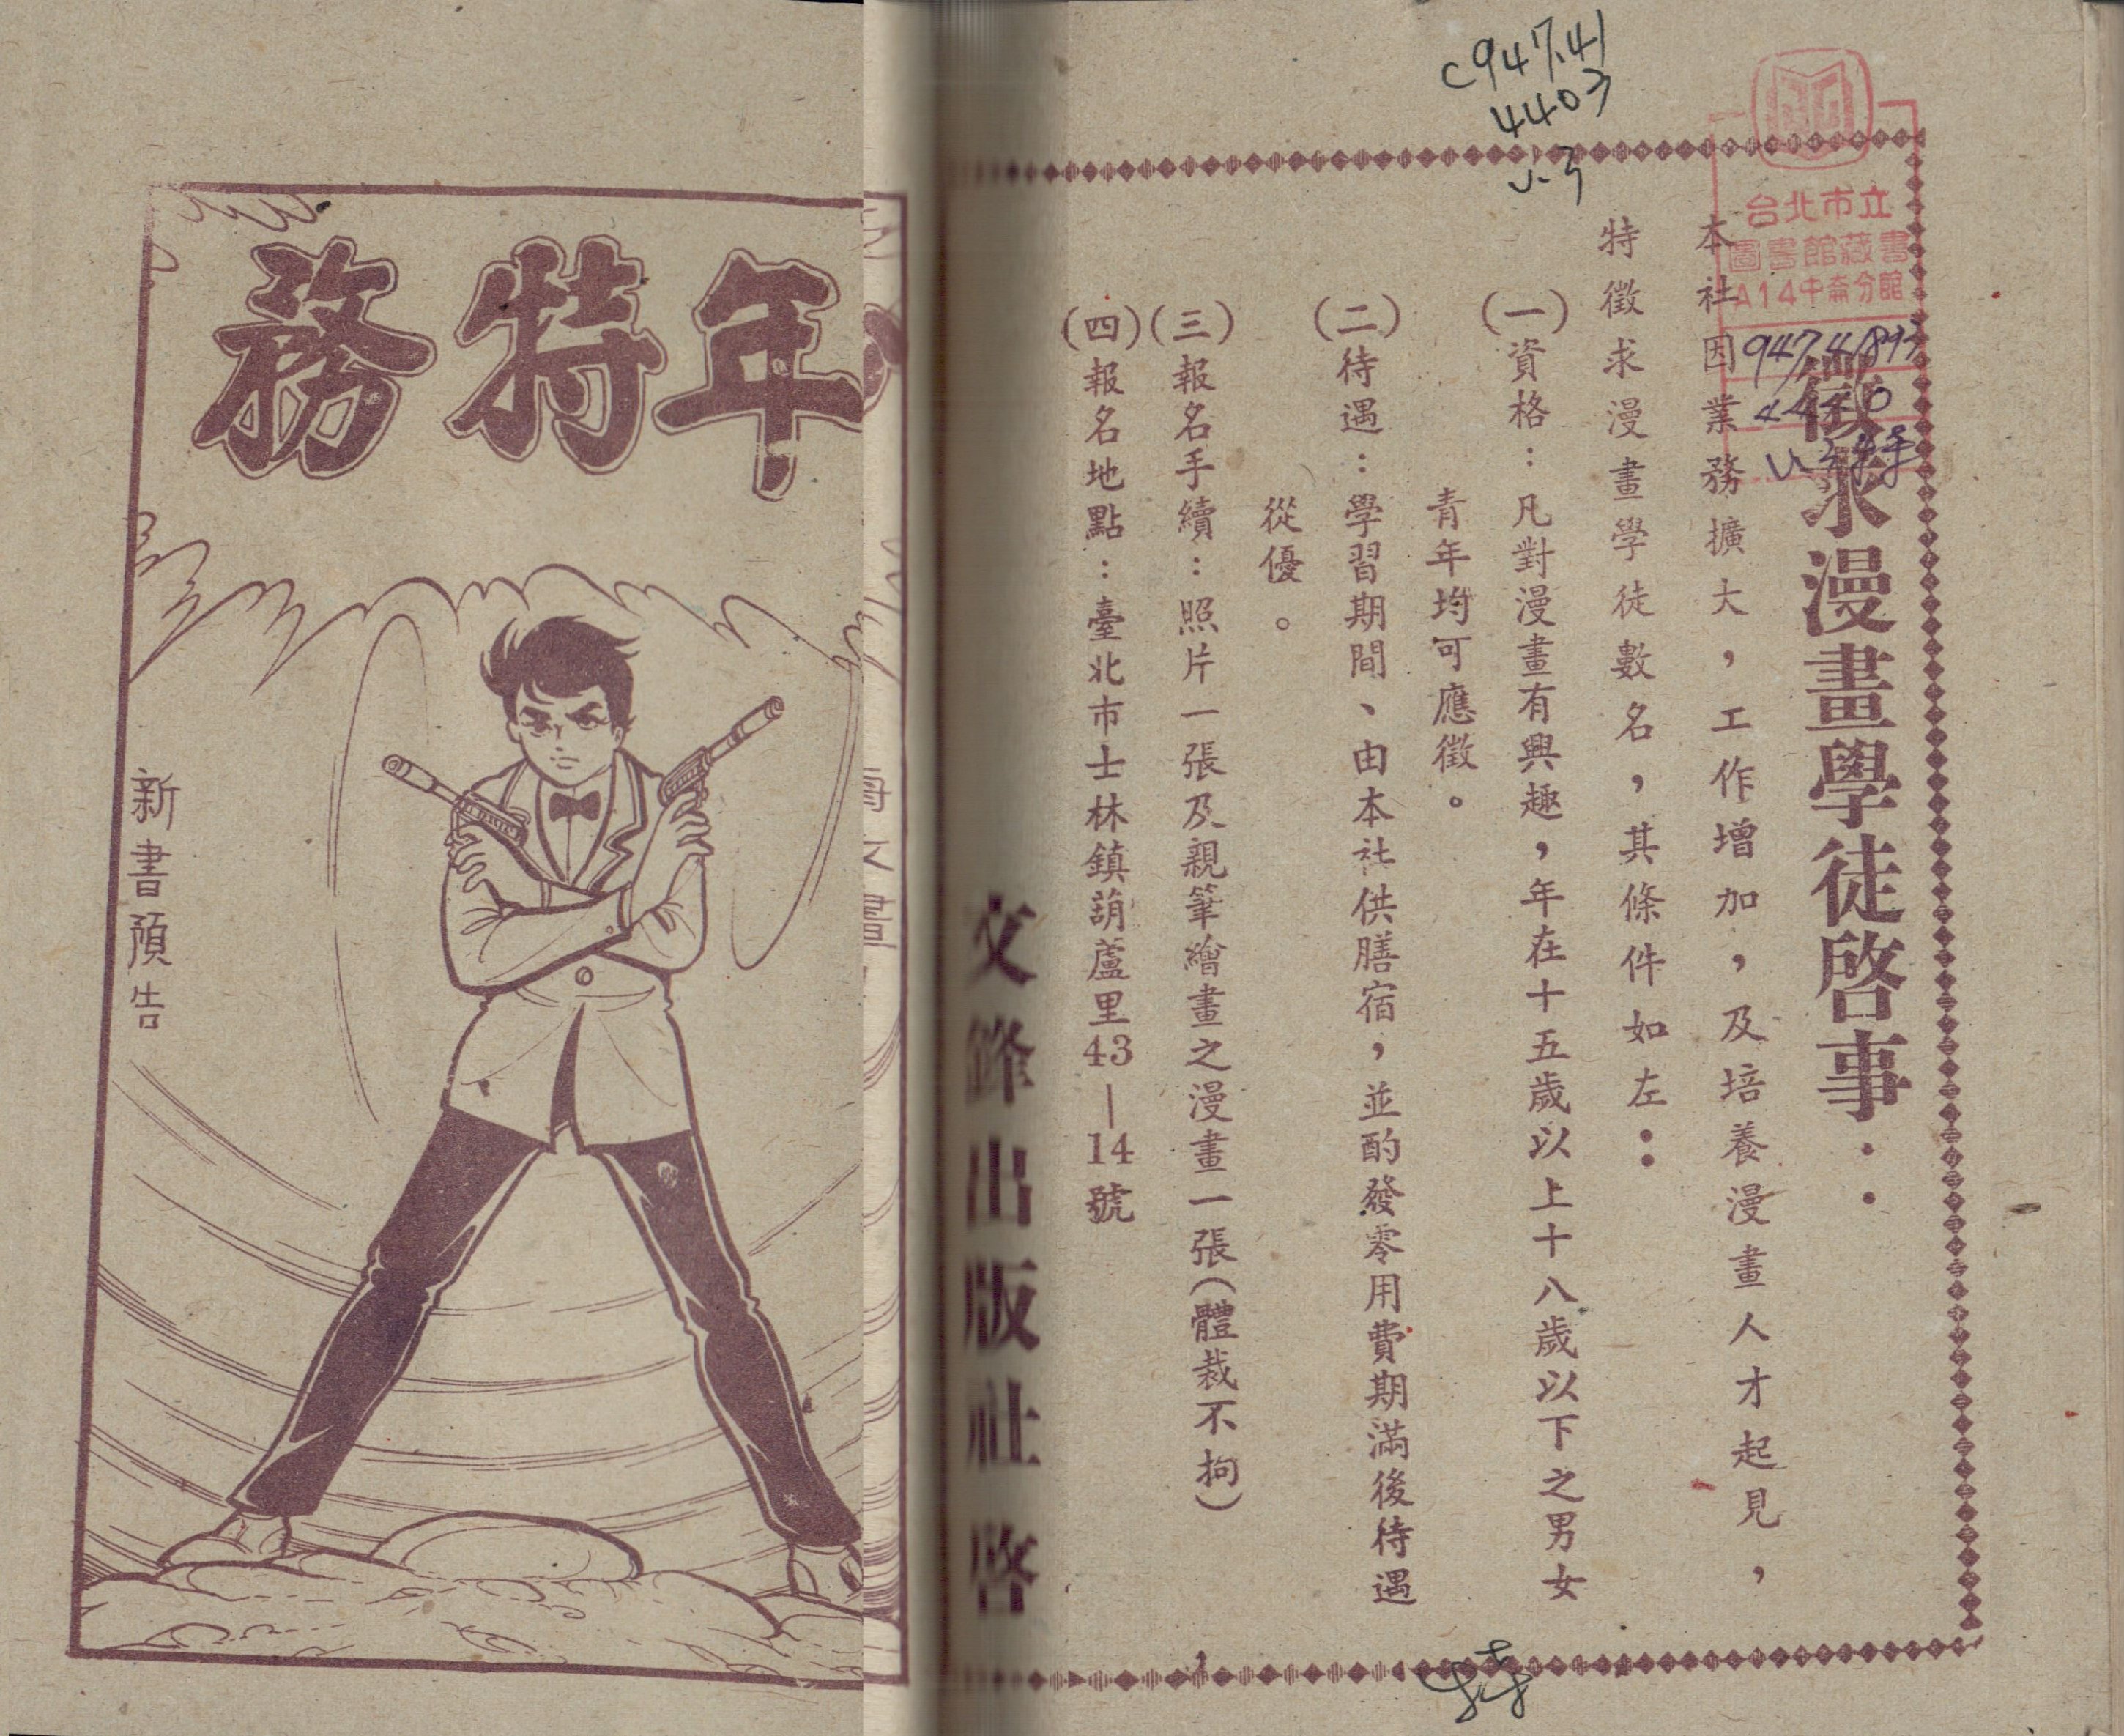 C947.41
4403
v.3
台北市立
圖書館藏書
A14中崙分館
徵求漫畫學徒啓事：
本社因業務擴大，工作增加，及培養漫畫人才起見，
特徵求漫畫學徒數名，其條件如左：
(一)資格：凡對漫畫有興趣，年在十五歲以上十八歲以下之男女
青年均可應徵。
(二)待遇：學習期間、由本社供膳宿，並酌發零用費期滿後待遇
從優。
(三)報名手續：照片一張及親筆繪畫之漫畫一張(體裁不拘)
(四)報名地點：臺北市士林鎮葫蘆里43—14號
文鋒出版社啓
年特務
新書預告